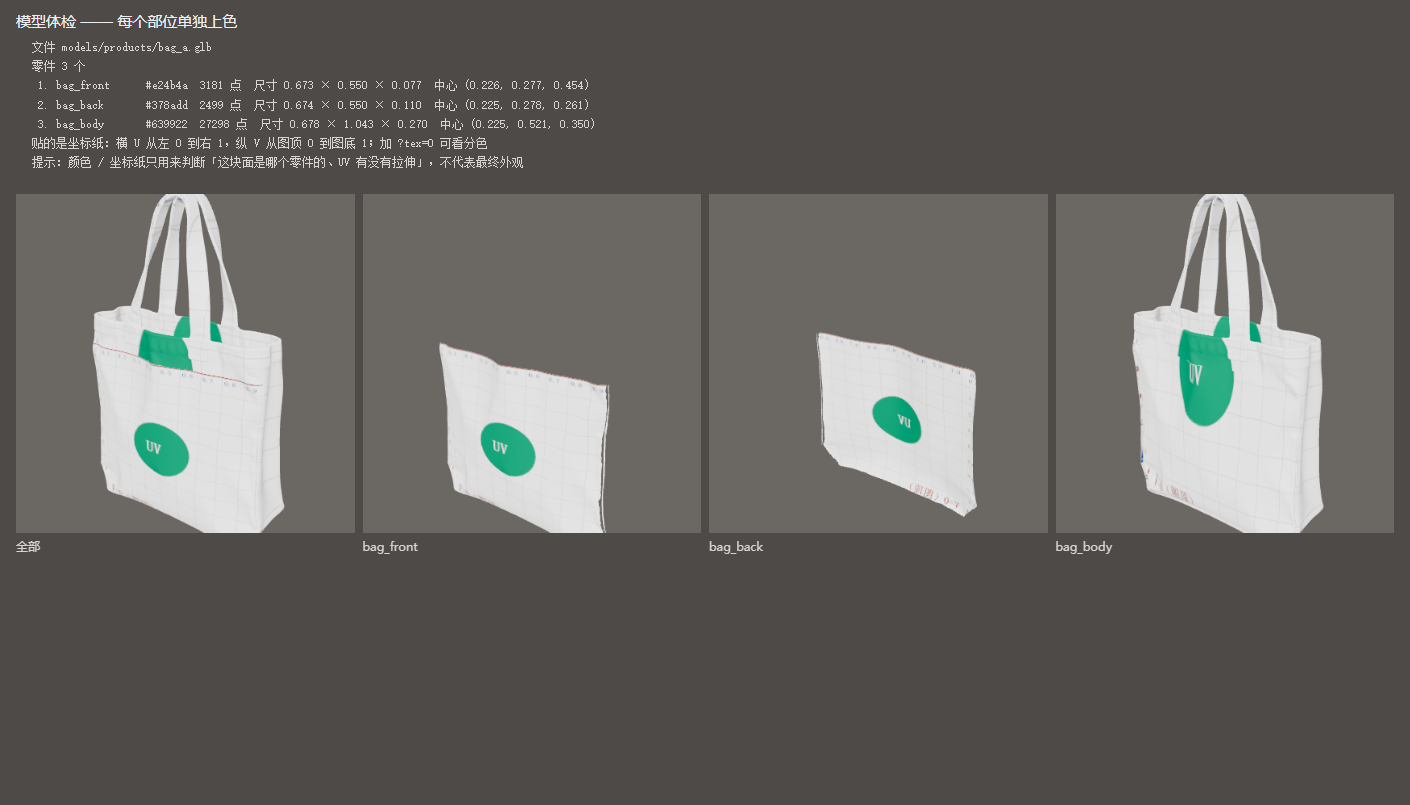 模型体检 —— 每个部位单独上色
文件 models/products/bag_a.glb
零件 3 个
1. bag_front #e24b4a 3181 点 尺寸 0.673 × 0.550 × 0.077 中心 (0.226, 0.277, 0.454)
2. bag_back #378add 2499 点 尺寸 0.674 × 0.550 × 0.110 中心 (0.225, 0.278, 0.261)
3. bag_body #639922 27298 点 尺寸 0.678 × 1.043 × 0.270 中心 (0.225, 0.521, 0.350)
贴的是坐标纸: 横 U 从左 0 到右 1, 纵 V 从图顶 0 到图底 1; 加 ?tex=0 可看分色
提示: 颜色 / 坐标纸只用来判断「这块面是哪个零件的、UV 有没有拉伸」, 不代表最终外观
UV
UV
UV
UV
全部
bag_front
bag_back
bag_body